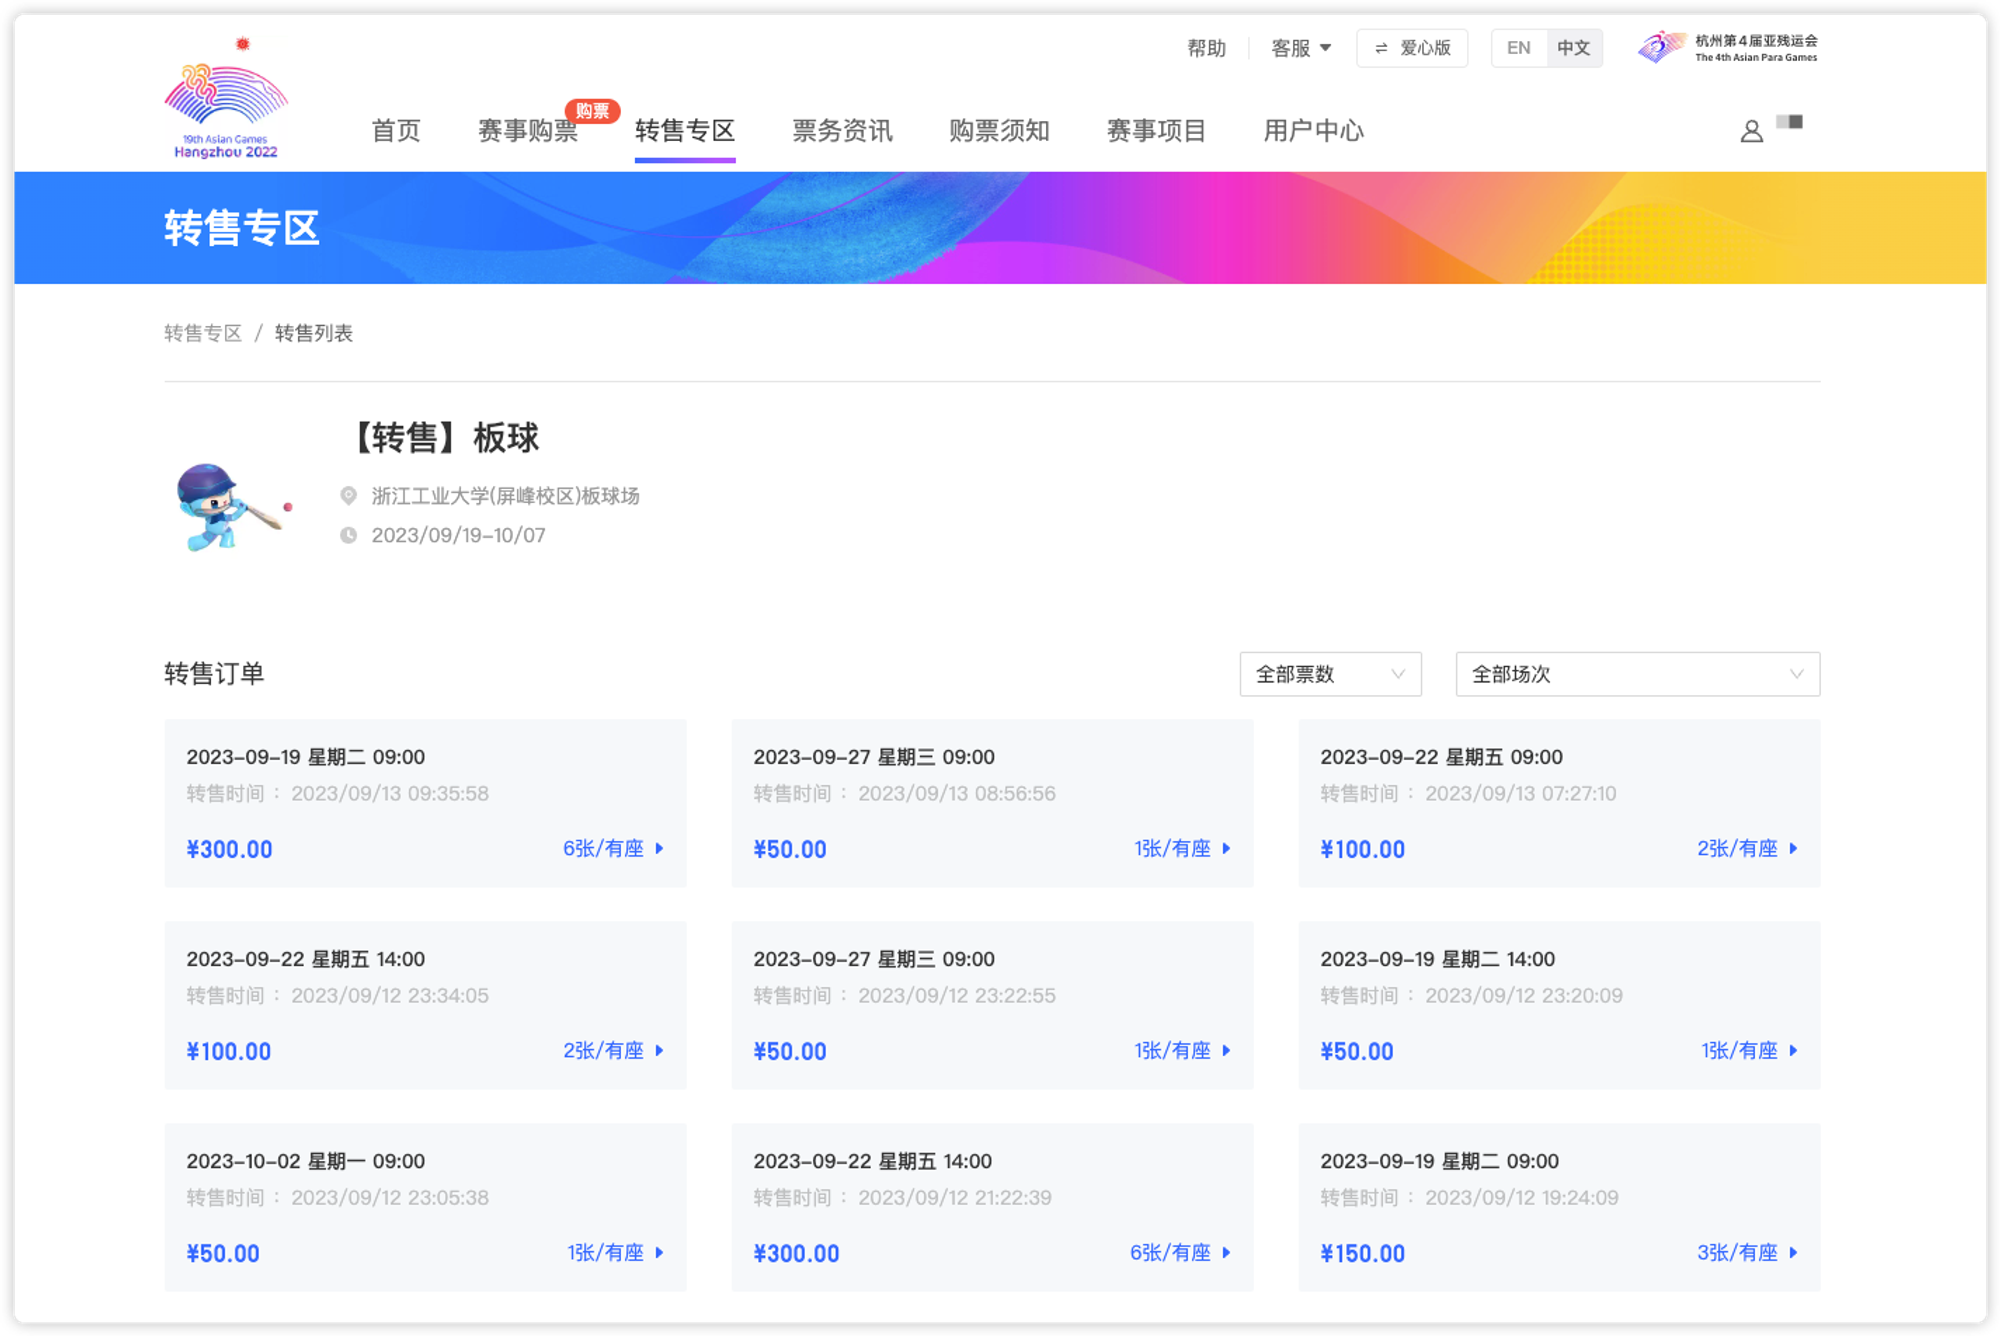 帮助
客服
爱心版
EN
中文
杭州第4届亚残运会
The 4th Asian Para Games
19th Asian Games
Hangzhou 2022
首页
赛事购票
购票
转售专区
票务资讯
购票须知
赛事项目
用户中心
转售专区
转售专区 / 转售列表
【转售】板球
浙江工业大学(屏峰校区)板球场
2023/09/19-10/07
转售订单
全部票数
全部场次
2023-09-19 星期二 09:00
转售时间： 2023/09/13 09:35:58
¥300.00
6张/有座
2023-09-27 星期三 09:00
转售时间： 2023/09/13 08:56:56
¥50.00
1张/有座
2023-09-22 星期五 09:00
转售时间： 2023/09/13 07:27:10
¥100.00
2张/有座
2023-09-22 星期五 14:00
转售时间： 2023/09/12 23:34:05
¥100.00
2张/有座
2023-09-27 星期三 09:00
转售时间： 2023/09/12 23:22:55
¥50.00
1张/有座
2023-09-19 星期二 14:00
转售时间： 2023/09/12 23:20:09
¥50.00
1张/有座
2023-10-02 星期一 09:00
转售时间： 2023/09/12 23:05:38
¥50.00
1张/有座
2023-09-22 星期五 14:00
转售时间： 2023/09/12 21:22:39
¥300.00
6张/有座
2023-09-19 星期二 09:00
转售时间： 2023/09/12 19:24:09
¥150.00
3张/有座